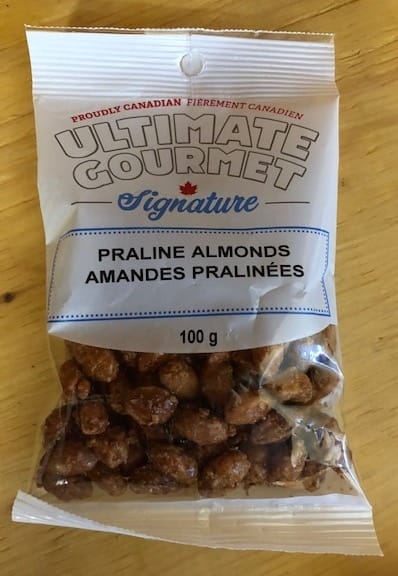 PROUDLY CANADIAN FIÈREMENT CANADIEN
ULTIMATE
GOURMET
Signature
PRALINE ALMONDS
AMANDES PRALINÉES
100 g